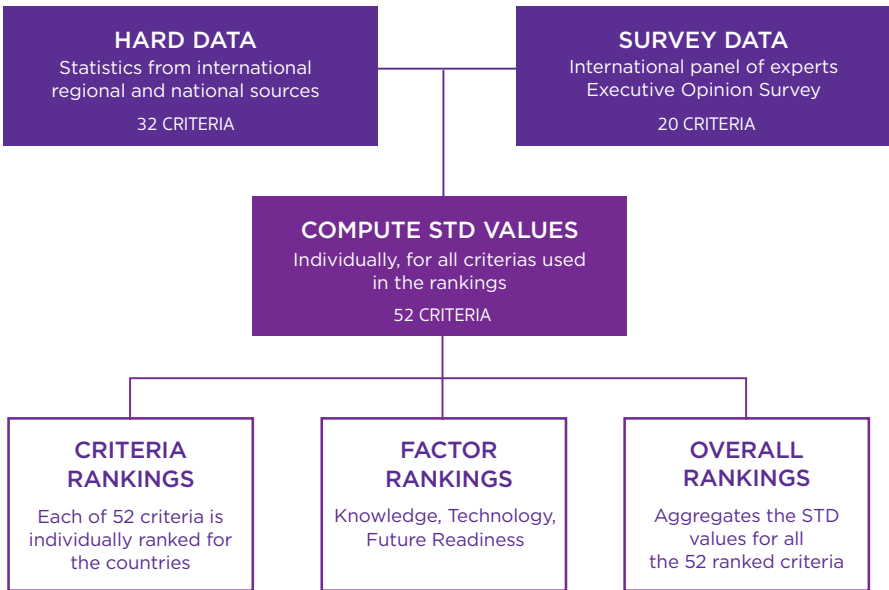 HARD DATA
Statistics from international
regional and national sources
32 CRITERIA
SURVEY DATA
International panel of experts
Executive Opinion Survey
20 CRITERIA
COMPUTE STD VALUES
Individually, for all criterias used
in the rankings
52 CRITERIA
CRITERIA
RANKINGS
Each of 52 criteria is
individually ranked for
the countries
FACTOR
RANKINGS
Knowledge, Technology,
Future Readiness
OVERALL
RANKINGS
Aggregates the STD
values for all
the 52 ranked criteria